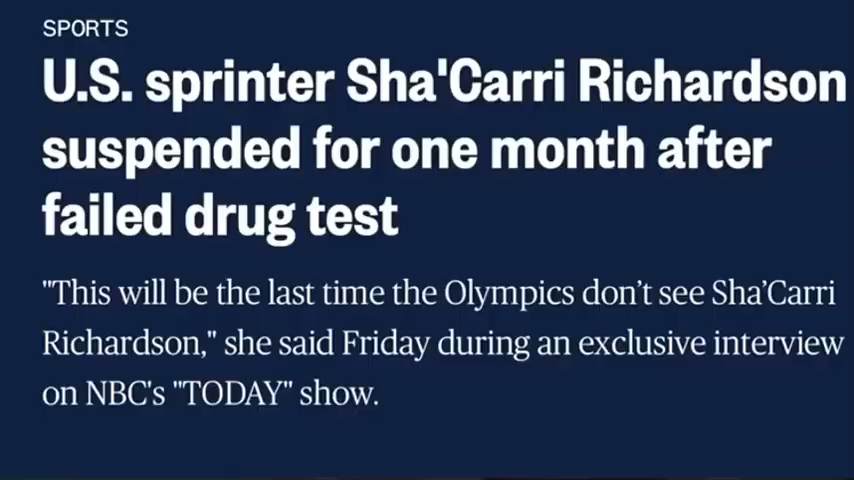 SPORTS
U.S. sprinter Sha'Carri Richardson
suspended for one month after
failed drug test
"This will be the last time the Olympics don’t see Sha’Carri
Richardson," she said Friday during an exclusive interview
on NBC's "TODAY" show.